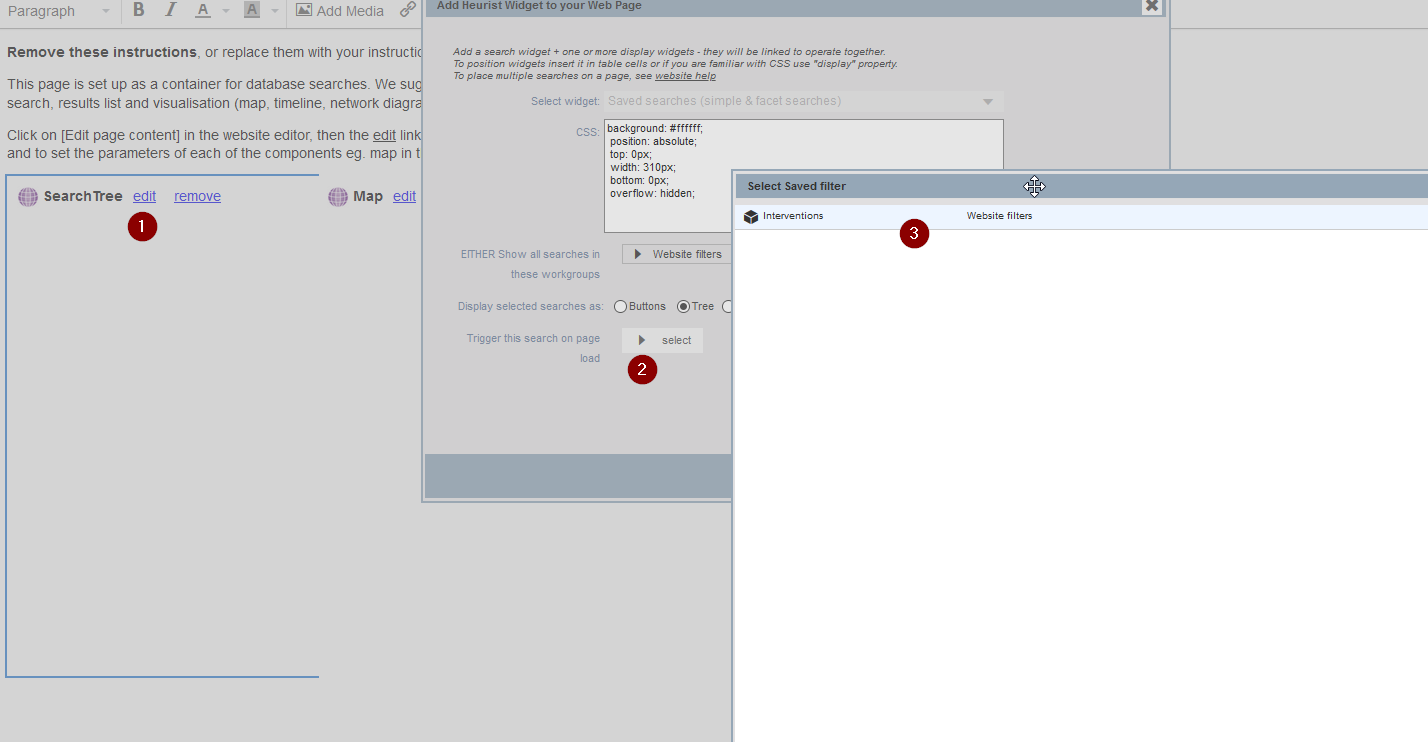 Paragraph B I A A Add Media
Remove these instructions, or replace them with your
This page is set up as a container for database searches. We
search, results list and visualisation (map, timeline, network
Click on [Edit page content] in the website editor, then the edit
and to set the parameters of each of the components eg. map in
SearchTree edit remove
Map edit
1
Add Heurist Widget to your Web Page
Add a search widget + one or more display widgets - they will be linked to operate together.
To position widgets insert it in table cells or if you are familiar with CSS use "display" property.
To place multiple searches on a page, see website help
Select widget: Saved searches (simple & facet searches)
CSS:
background: #ffffff;
position: absolute;
top: 0px;
width: 310px;
bottom: 0px;
overflow: hidden;
EITHER Show all searches in
these workgroups
Website filters
Display selected searches as: Buttons Tree
Trigger this search on page
load
select
2
Select Saved filter
Interventions Website filters
3